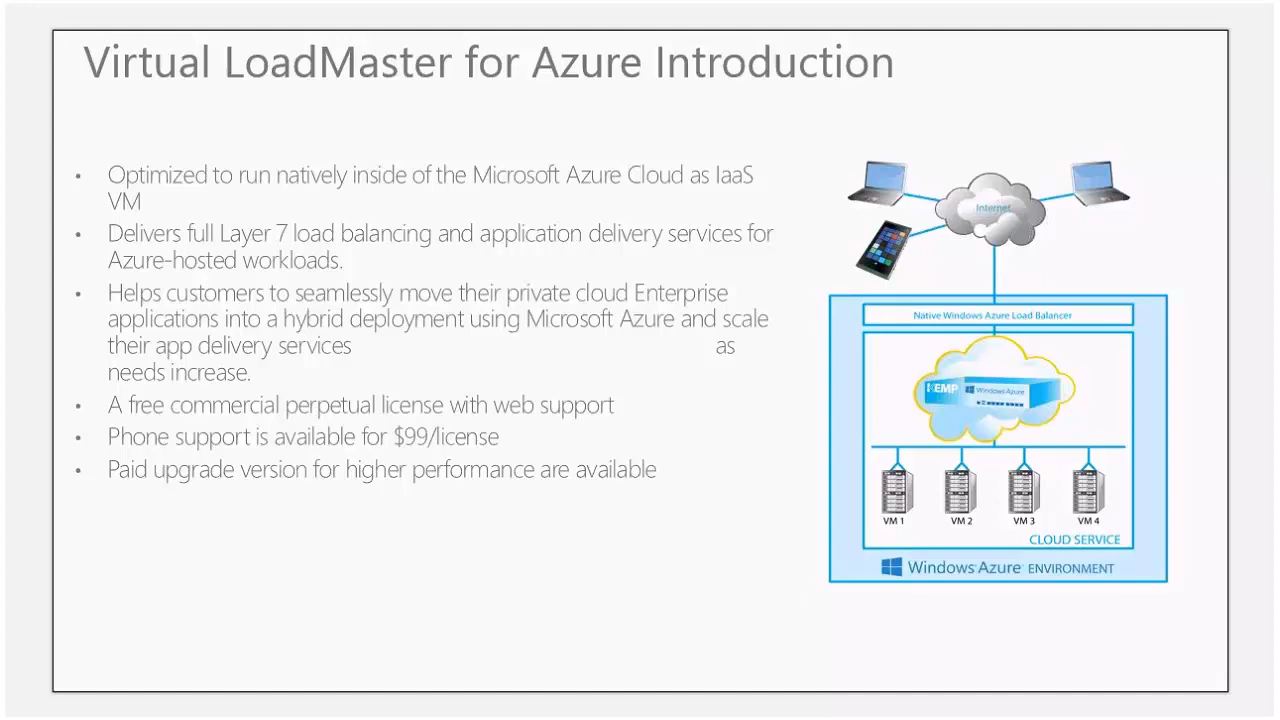 Virtual LoadMaster for Azure Introduction
• Optimized to run natively inside of the Microsoft Azure Cloud as IaaS
VM
• Delivers full Layer 7 load balancing and application delivery services for
Azure-hosted workloads.
• Helps customers to seamlessly move their private cloud Enterprise
applications into a hybrid deployment using Microsoft Azure and scale
their app delivery services as
needs increase.
• A free commercial perpetual license with web support
• Phone support is available for $99/license
• Paid upgrade version for higher performance are available
Internet
Native Windows Azure Load Balancer
KEMP Windows Azure
VM 1 VM 2 VM 3 VM 4
CLOUD SERVICE
Windows Azure ENVIRONMENT